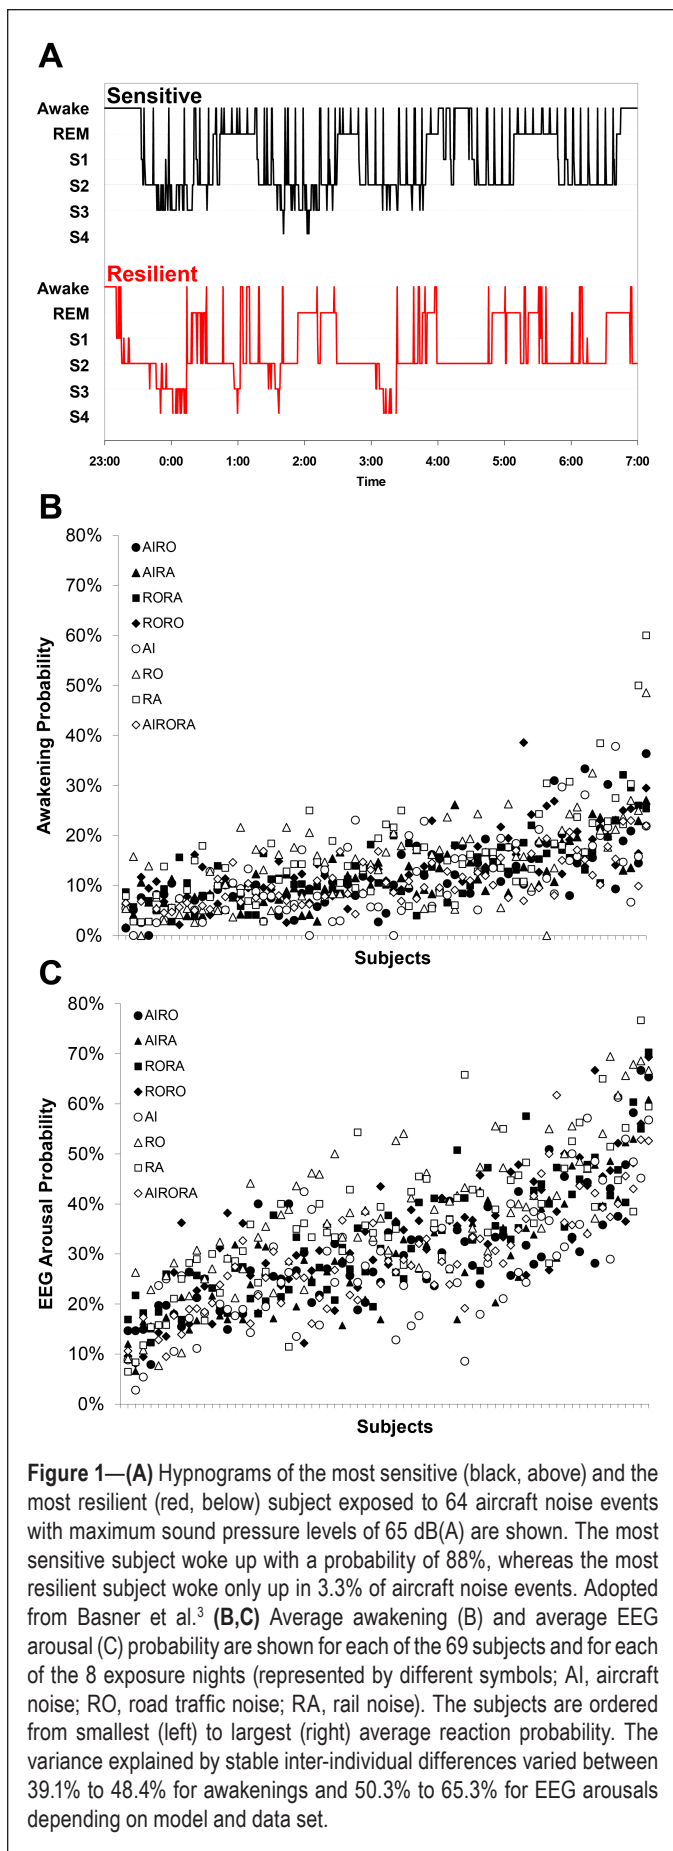 A
Sensitive
Awake
REM
S1
S2
S3
S4
Resilient
Awake
REM
S1
S2
S3
S4
23:00 0:00 1:00 2:00 3:00 4:00 5:00 6:00 7:00
Time
B
80%
70%
60%
50%
40%
30%
20%
10%
0%
Awakening Probability
AIRO
AIRA
RORA
RORO
AI
RO
RA
AIRORA
Subjects
C
80%
70%
60%
50%
40%
30%
20%
10%
0%
EEG Arousal Probability
AIRO
AIRA
RORA
RORO
AI
RO
RA
AIRORA
Subjects
Figure 1—(A) Hypnograms of the most sensitive (black, above) and the
most resilient (red, below) subject exposed to 64 aircraft noise events
with maximum sound pressure levels of 65 dB(A) are shown. The most
sensitive subject woke up with a probability of 88%, whereas the most
resilient subject woke only up in 3.3% of aircraft noise events. Adopted
from Basner et al.³ (B,C) Average awakening (B) and average EEG
arousal (C) probability are shown for each of the 69 subjects and for each
of the 8 exposure nights (represented by different symbols; AI, aircraft
noise; RO, road traffic noise; RA, rail noise). The subjects are ordered
from smallest (left) to largest (right) average reaction probability. The
variance explained by stable inter-individual differences varied between
39.1% to 48.4% for awakenings and 50.3% to 65.3% for EEG arousals
depending on model and data set.